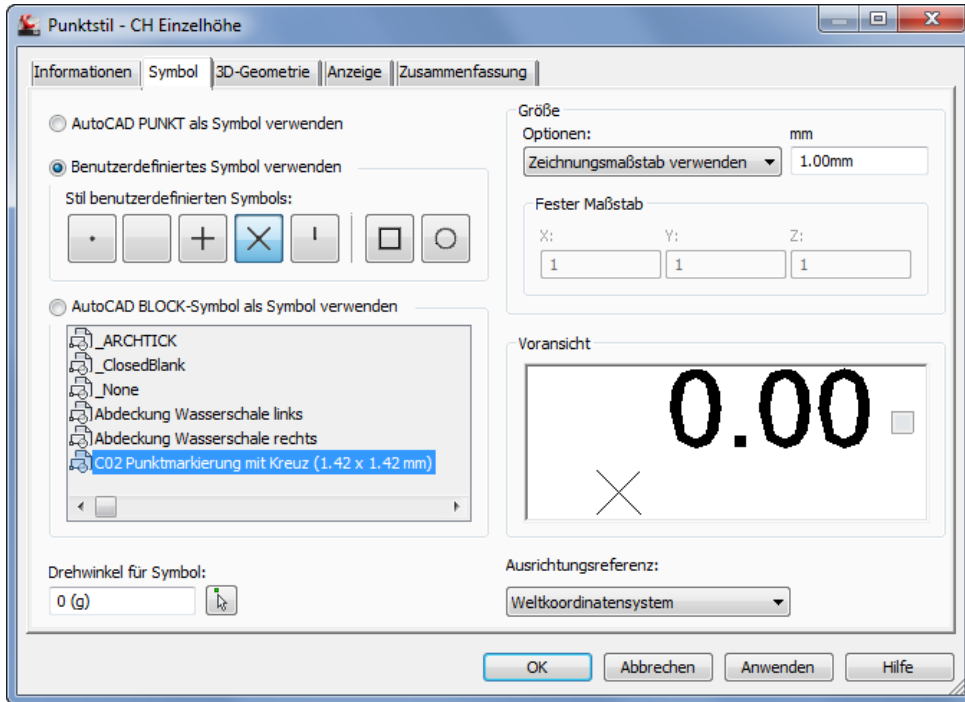 Punktstil - CH Einzelhöhe
Informationen Symbol 3D-Geometrie Anzeige Zusammenfassung
AutoCAD PUNKT als Symbol verwenden
Benutzerdefiniertes Symbol verwenden
Stil benutzerdefinierten Symbols:
AutoCAD BLOCK-Symbol als Symbol verwenden
_ARCHTICK
_ClosedBlank
_None
Abdeckung Wasserschale links
Abdeckung Wasserschale rechts
C02 Punktmarkierung mit Kreuz (1.42 x 1.42 mm)
Drehwinkel für Symbol:
0 (g)
Größe
Optionen: mm
Zeichnungsmaßstab verwenden 1.00mm
Fester Maßstab
X: Y: Z:
1 1 1
Voransicht
0.00
Ausrichtungsreferenz:
Weltkoordinatensystem
OK Abbrechen Anwenden Hilfe